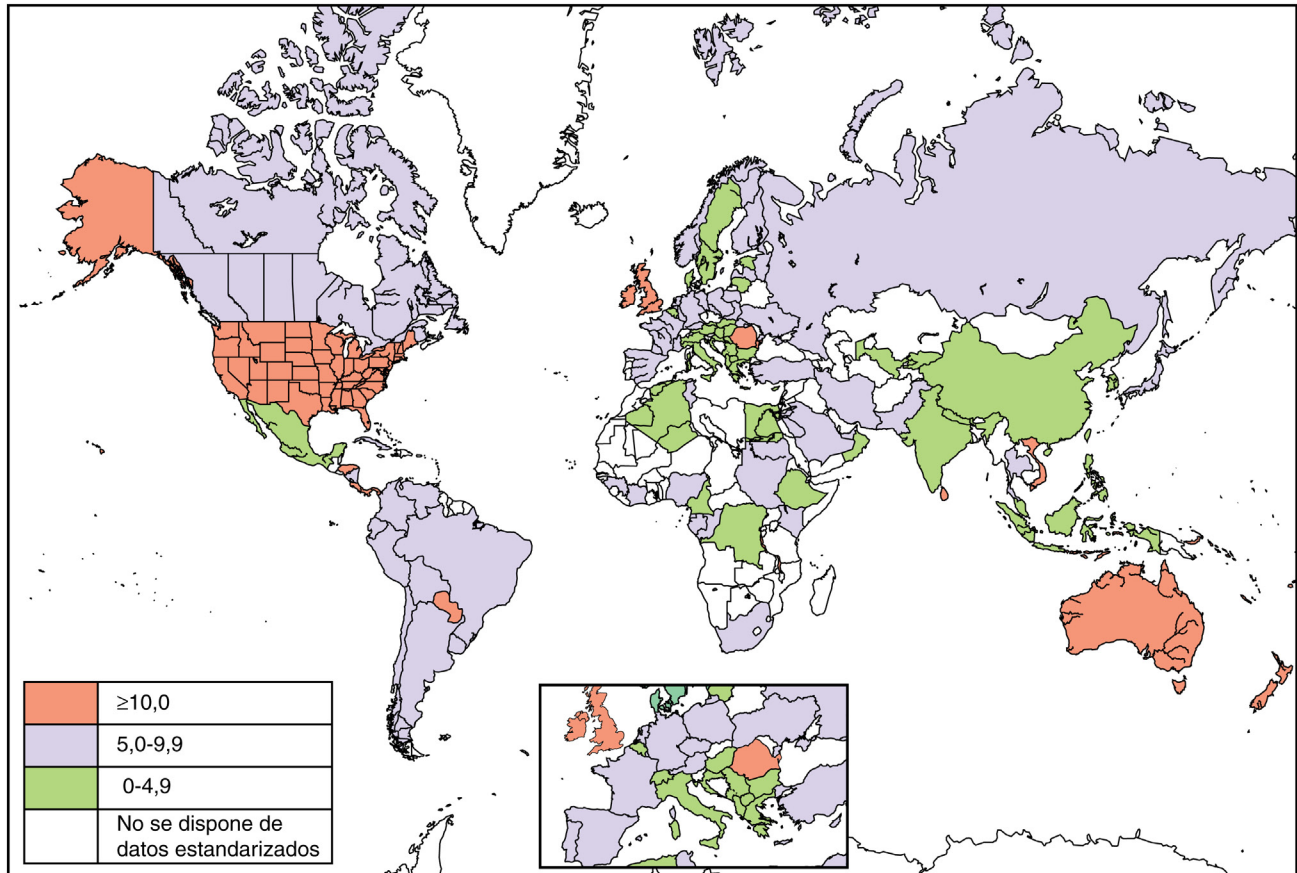 ≥10,0
5,0-9,9
0-4,9
No se dispone de
datos estandarizados